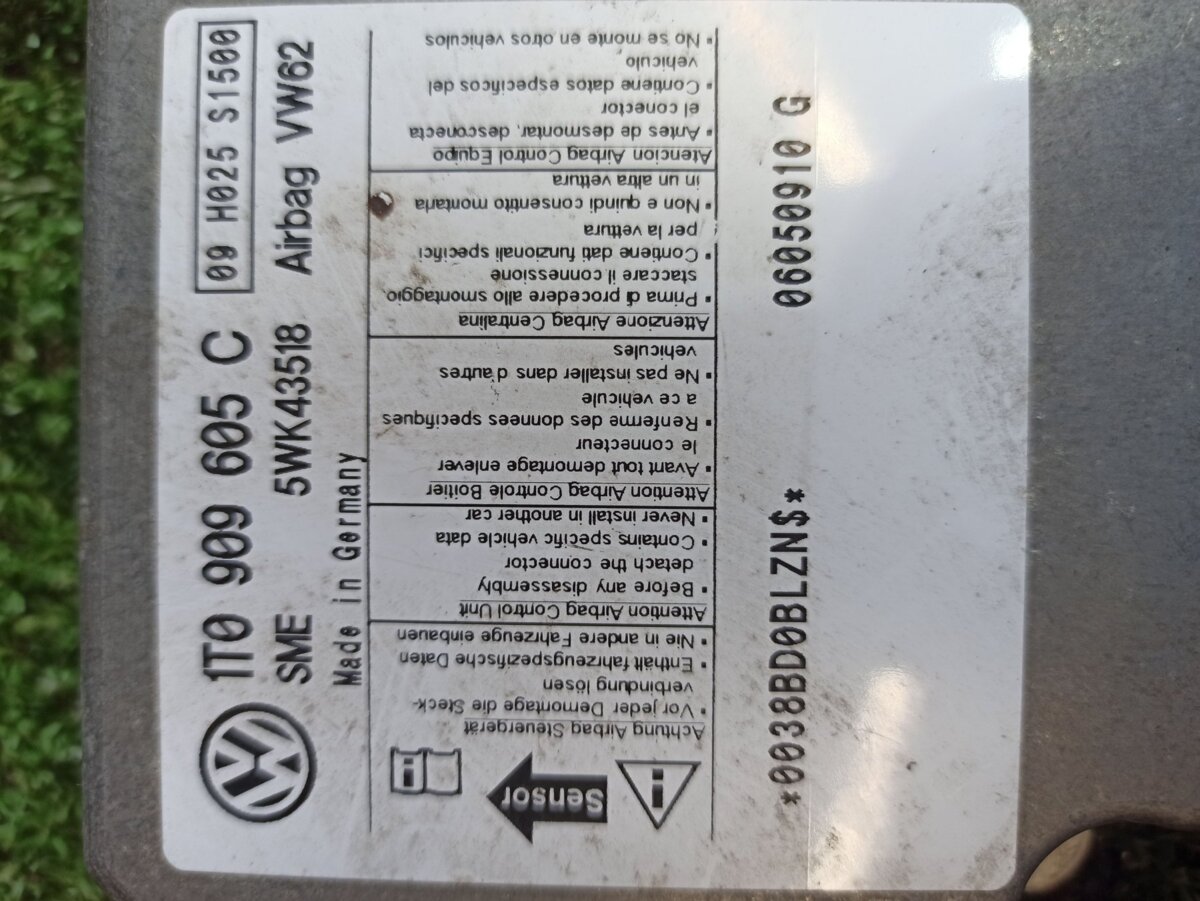 1T0 909 605 C
09 H025 S1500
SME
5WK43518
Airbag VW62
Made in Germany
Sensor
Achtung Airbag Steuergerät
• Vor jeder Demontage die Steck-
verbindung lösen
• Enthält fahrzeugspezifische Daten
• Nie in andere Fahrzeuge einbauen
Attention Airbag Control Unit
• Before any disassembly
detach the connector
• Contains specific vehicle data
• Never install in another car
Attention Airbag Controle Boitier
• Avant tout demontage enlever
le connecteur
• Renferme des donnees specifiques
a ce vehicule
• Ne pas installer dans d'autres
vehicules
Attenzione Airbag Centralina
• Prima di procedere allo smontaggio
staccare il connessione
• Contiene dati funzionali specifici
per la vettura
• Non e quindi consentito montarla
in un altra vettura
Atencion Airbag Control Equipo
• Antes de desmontar, desconecta
el conector
• Contiene datos especificos del
vehiculo
• No se monte en otros vehiculos
*0038BD0BLZN$*
06050910 G